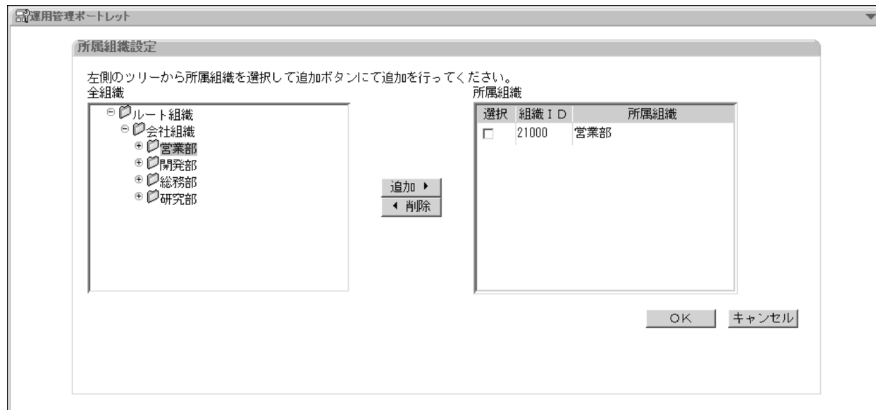 運用管理ポートレット
所属組織設定
左側のツリーから所属組織を選択して追加ボタンにて追加を行ってください。
全組織
ルート組織
会社組織
営業部
開発部
総務部
研究部
追加
削除
所属組織
選択 組織ID 所属組織
21000 営業部
OK キャンセル